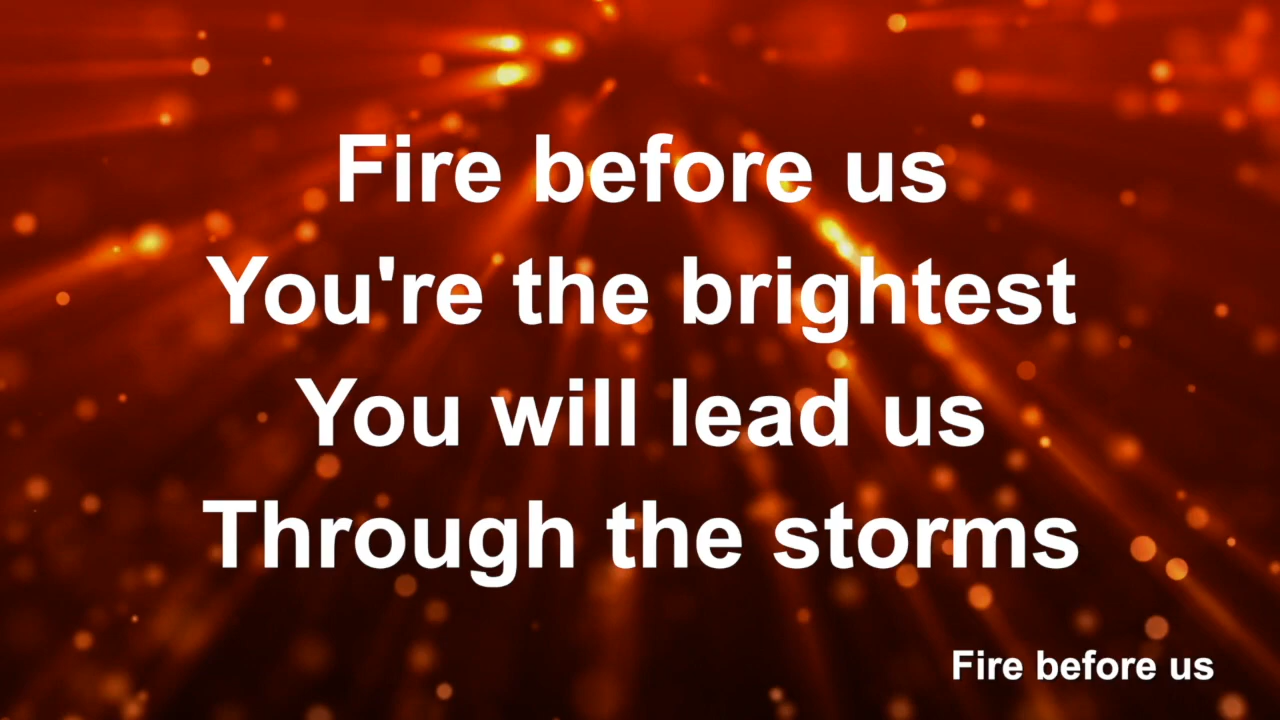 Fire before us
You're the brightest
You will lead us
Through the storms
Fire before us